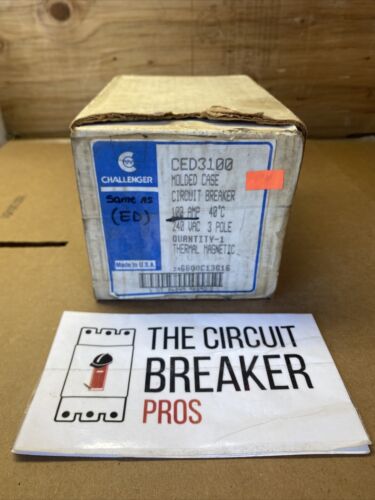 CHALLENGER
Same AS
(ED)
Made In U.S.A.
CED3100
MOLDED CASE
CIRCUIT BREAKER
100 AMP 40°C
240 VAC 3 POLE
QUANTITY-1
THERMAL MAGNETIC
THE CIRCUIT
BREAKER
PROS